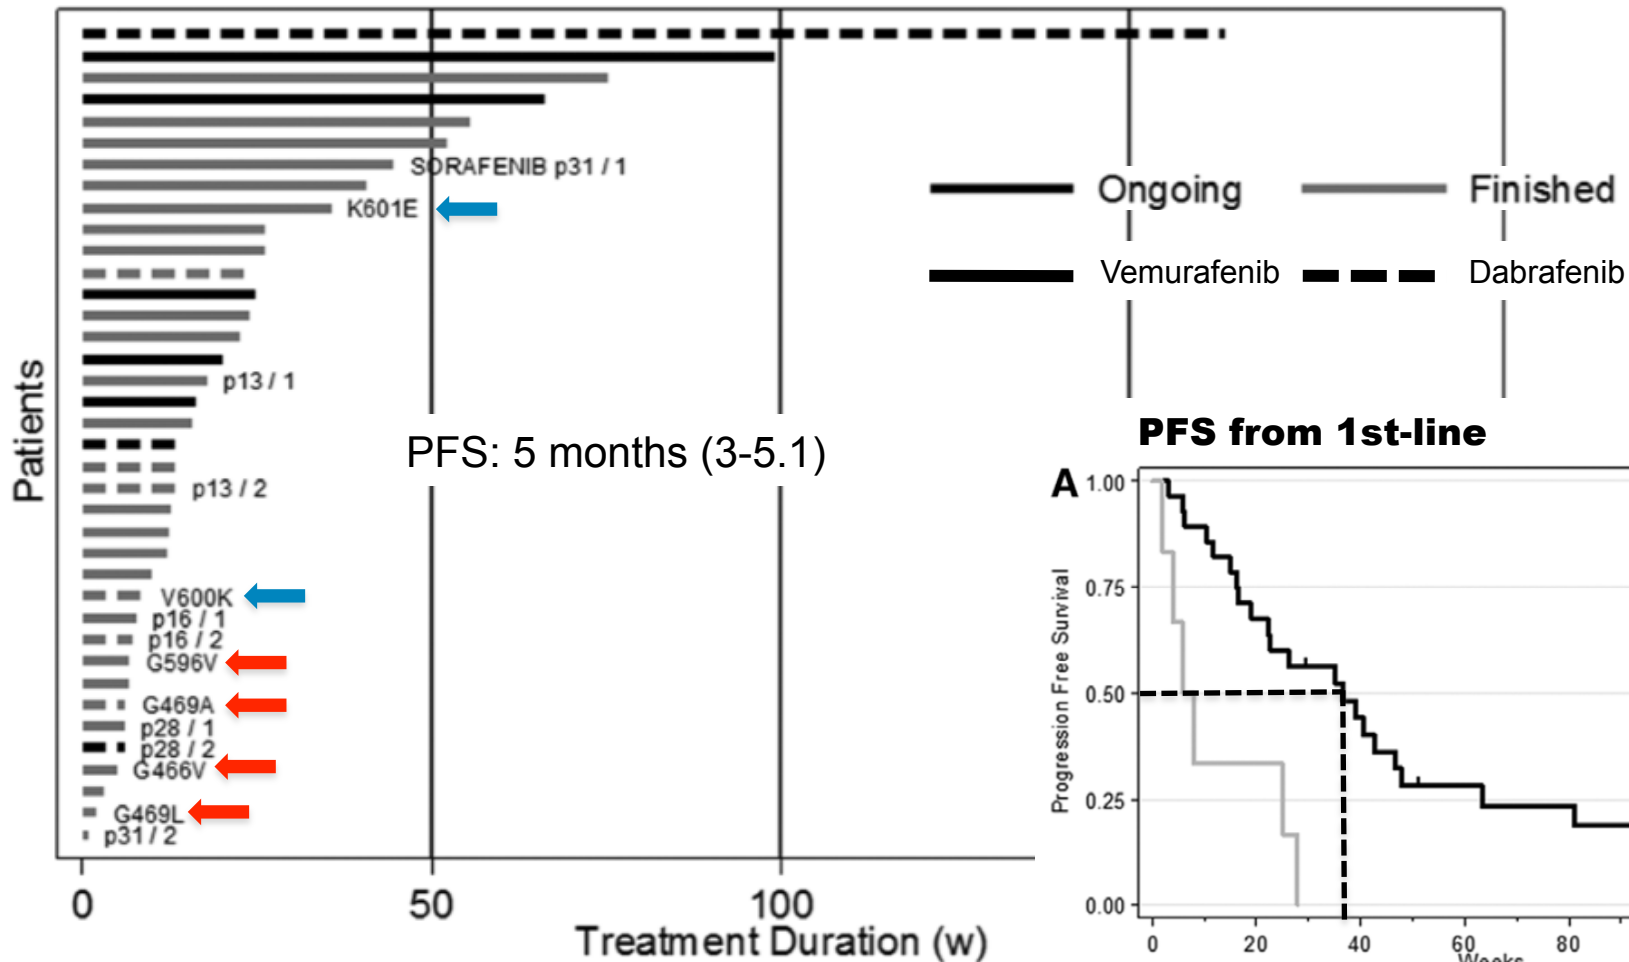 SORAFENIB p31 / 1
K601E
Ongoing
Finished
Vemurafenib
Dabrafenib
p13 / 1
PFS: 5 months (3-5.1)
p13 / 2
V600K
p16 / 1
p16 / 2
G596V
G469A
p28 / 1
p28 / 2
G466V
G469L
p31 / 2
Patients
0
50
100
Treatment Duration (w)
PFS from 1st-line
A
Progression Free Survival
1.00
0.75
0.50
0.25
0.00
0
20
40
60
80
Weeks